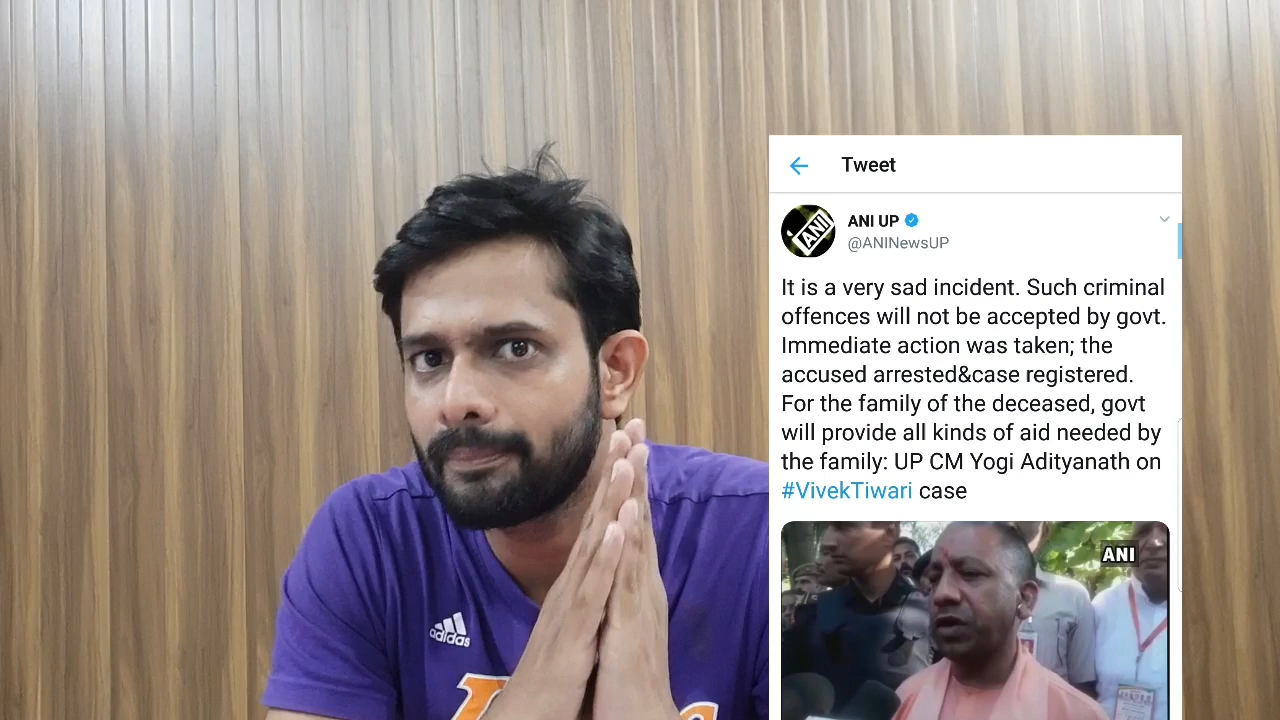 Tweet
ANI UP
@ANINewsUP
It is a very sad incident. Such criminal
offences will not be accepted by govt.
Immediate action was taken; the
accused arrested&case registered.
For the family of the deceased, govt
will provide all kinds of aid needed by
the family: UP CM Yogi Adityanath on
#VivekTiwari case
ANI
ANI
adidas